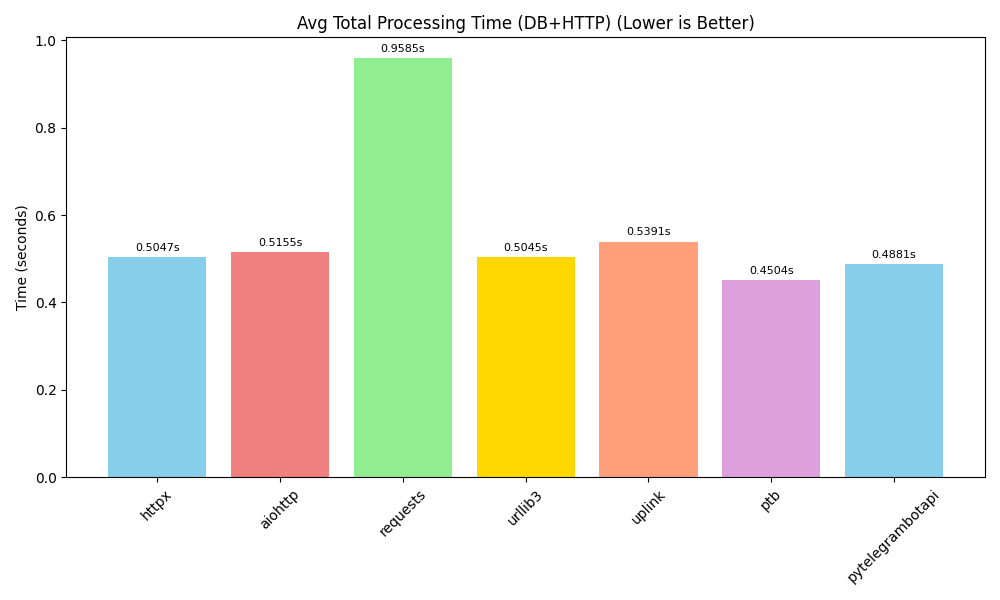 Avg Total Processing Time (DB+HTTP) (Lower is Better)
Time (seconds)
1.0
0.8
0.6
0.4
0.2
0.0
0.5047s
0.5155s
0.9585s
0.5045s
0.5391s
0.4504s
0.4881s
httpx
aiohttp
requests
urllib3
uplink
ptb
pytelegrambotapi